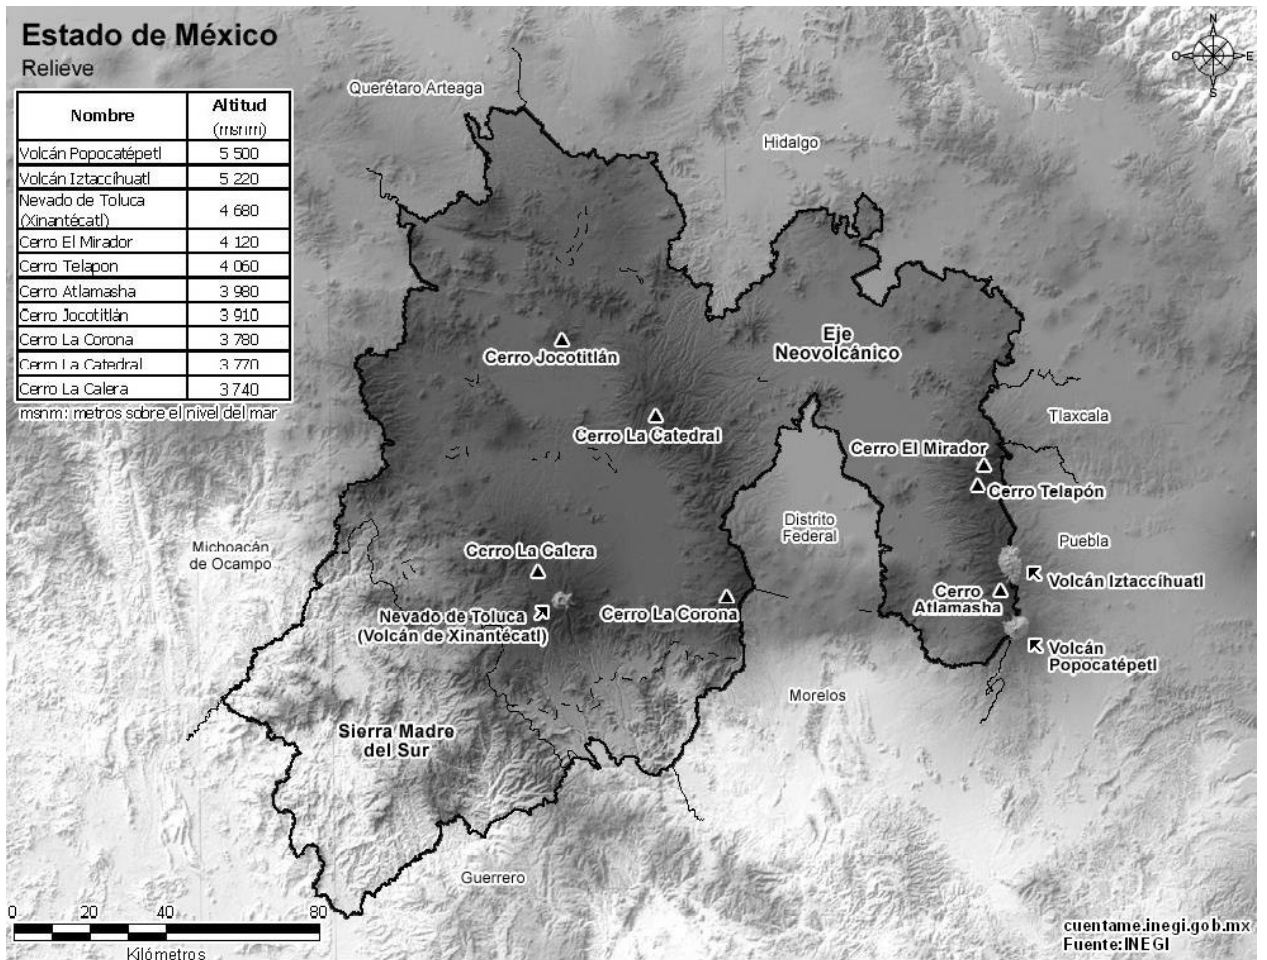 Estado de México
Relieve
Nombre Altitud
(msnm)
Volcán Popocatépetl 5 500
Volcán Iztaccíhuatl 5 220
Nevado de Toluca
(Xinantécatl) 4 680
Cerro El Mirador 4 120
Cerro Telapon 4 060
Cerro Atlamasha 3 980
Cerro Jocotitlán 3 910
Cerro La Corona 3 780
Cerro La Catedral 3 770
Cerro La Calera 3 740
msnm: metros sobre el nivel del mar
N
O E
S
Querétaro Arteaga
Hidalgo
Eje
Neovolcánico
Cerro Jocotitlán
Tlaxcala
Cerro La Catedral
Cerro El Mirador
Cerro Telapón
Distrito
Federal
Puebla
Michoacán
de Ocampo
Cerro La Calera
Volcán Iztaccíhuatl
Cerro
Atlamasha
Nevado de Toluca
(Volcán de Xinantécatl)
Cerro La Corona
Volcán
Popocatépetl
Morelos
Sierra Madre
del Sur
Guerrero
0 20 40 80
Kilómetros
cuentame.inegi.gob.mx
Fuente:INEGI